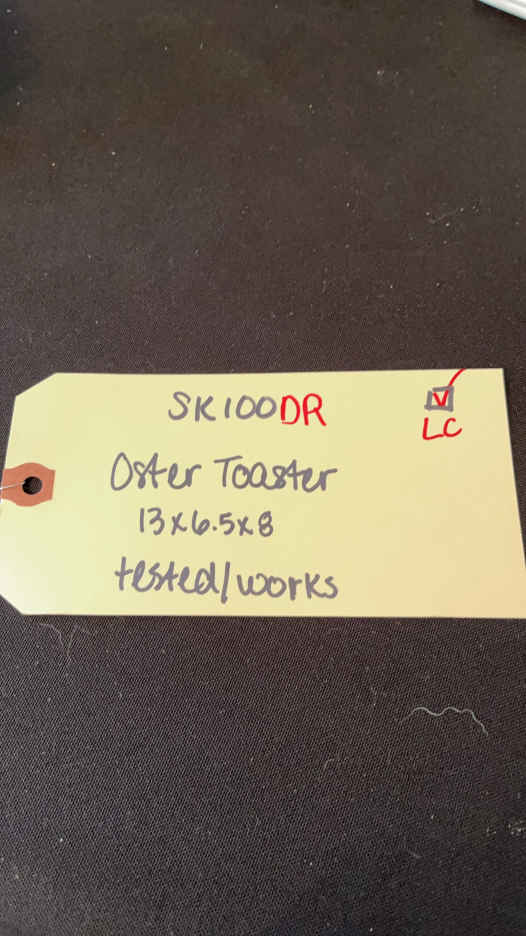 SK100DR
LC
Oster Toaster
13x6.5x8
tested/works